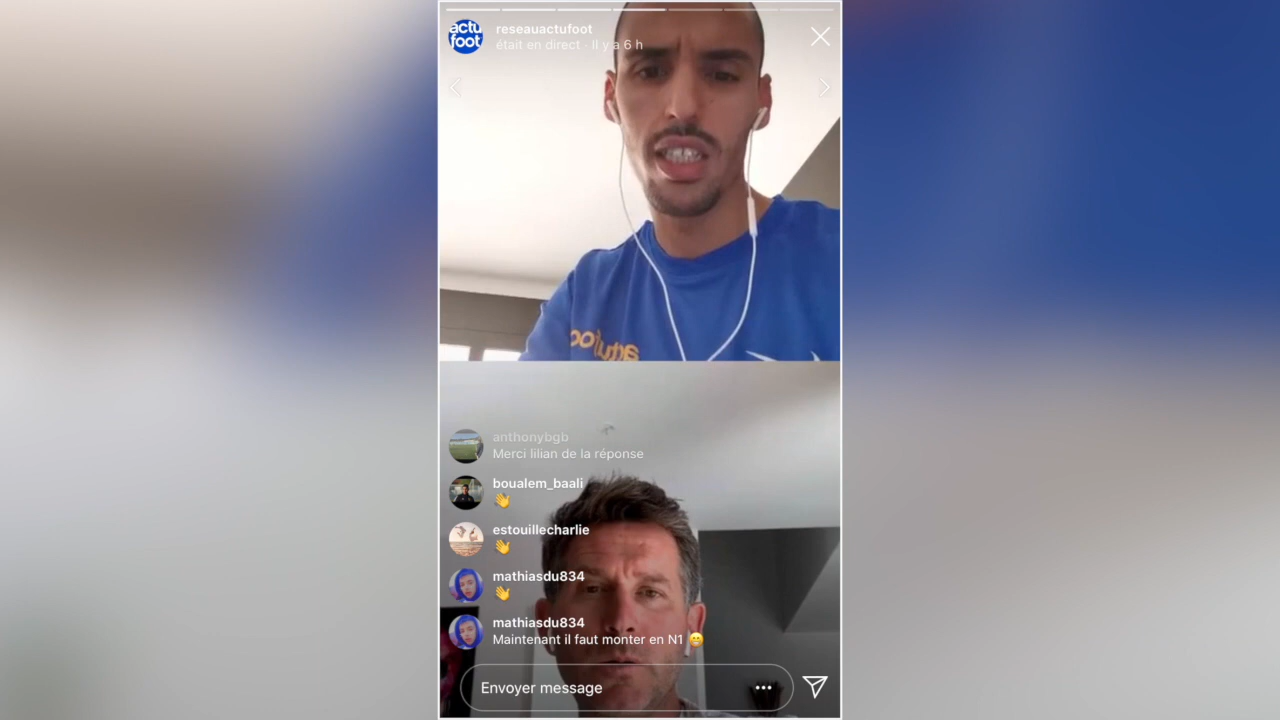 actu
foot
reseauactufoot
était en direct · Il y a 6 h
actufoo
anthonybgb
Merci lilian de la réponse
boualem_baali
👋
estouillecharlie
👋
mathiasdu834
👋
mathiasdu834
Maintenant il faut monter en N1 😁
Envoyer message